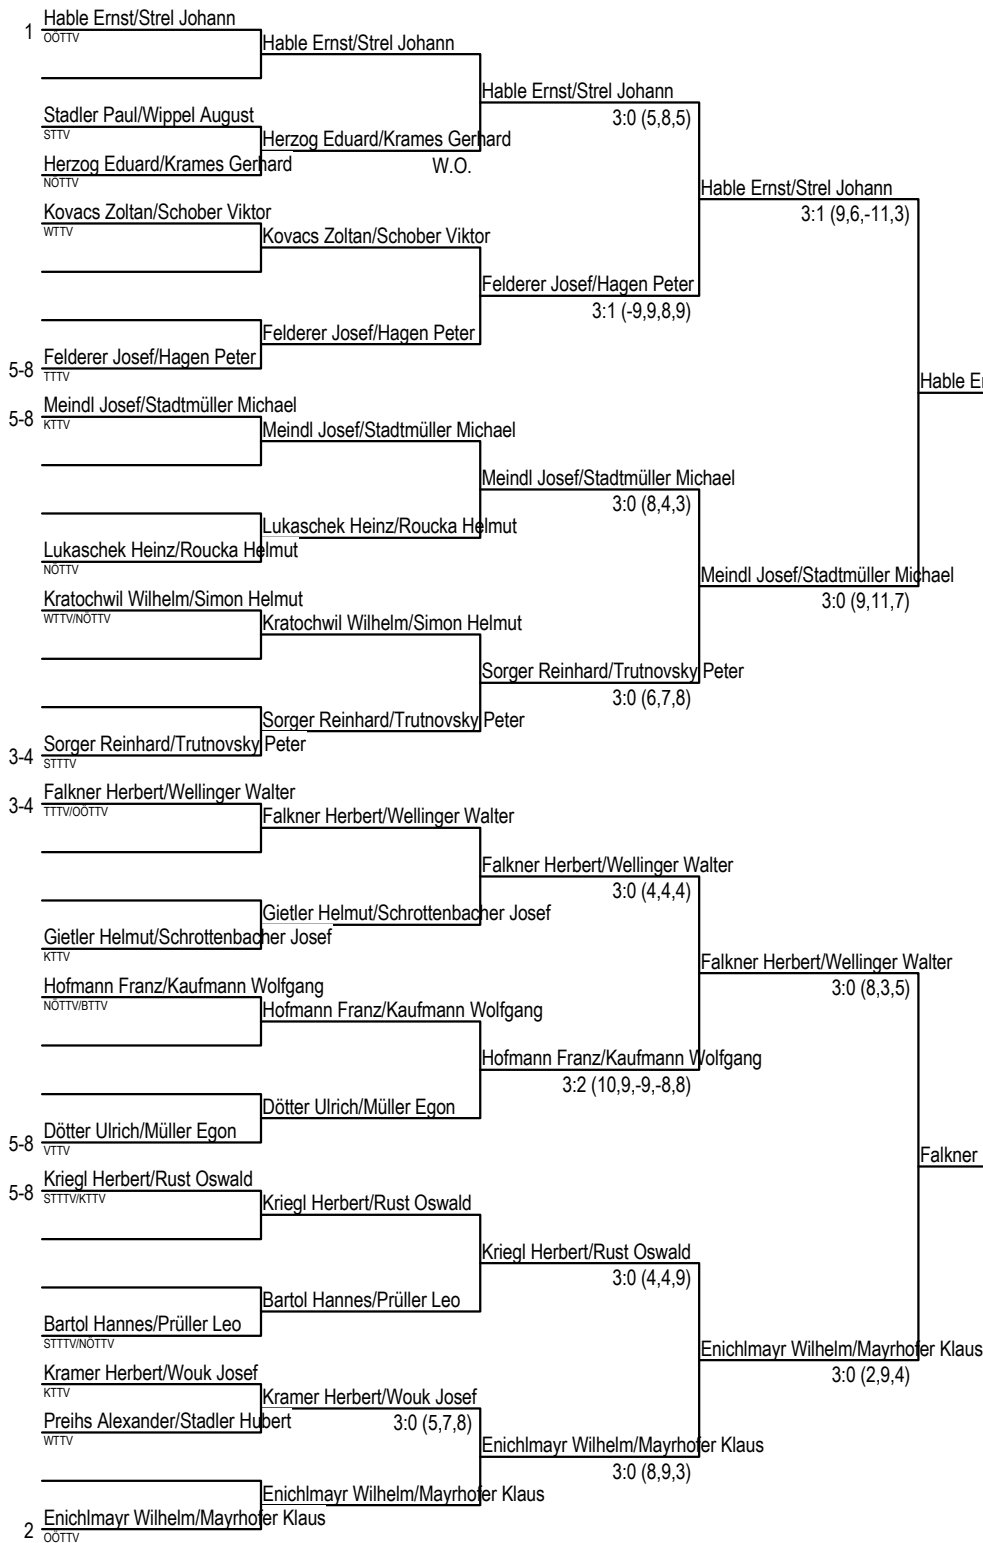 Hable Ernst/Strel Johann
1
OÖTTV
Hable Ernst/Strel Johann
Hable Ernst/Strel Johann
3:0 (5,8,5)
Stadler Paul/Wippel August
STTV
Herzog Eduard/Krames Gerhard
W.O.
Herzog Eduard/Krames Gerhard
NÖTTV
Hable Ernst/Strel Johann
3:1 (9,6,-11,3)
Kovacs Zoltan/Schober Viktor
WTTV
Kovacs Zoltan/Schober Viktor
Felderer Josef/Hagen Peter
3:1 (-9,9,8,9)
Felderer Josef/Hagen Peter
Felderer Josef/Hagen Peter
5-8
TTTV
Hable
Meindl Josef/Stadtmüller Michael
5-8
KTTV
Meindl Josef/Stadtmüller Michael
Meindl Josef/Stadtmüller Michael
3:0 (8,4,3)
Lukaschek Heinz/Roucka Helmut
Lukaschek Heinz/Roucka Helmut
NÖTTV
Meindl Josef/Stadtmüller Michael
3:0 (9,11,7)
Kratochwil Wilhelm/Simon Helmut
WTTV/NÖTTV
Kratochwil Wilhelm/Simon Helmut
Sorger Reinhard/Trutnovsky Peter
3:0 (6,7,8)
Sorger Reinhard/Trutnovsky Peter
Sorger Reinhard/Trutnovsky Peter
3-4
STTTV
Falkner Herbert/Wellinger Walter
3-4
TTTV/OÖTTV
Falkner Herbert/Wellinger Walter
Falkner Herbert/Wellinger Walter
3:0 (4,4,4)
Gietler Helmut/Schrottenbacher Josef
Gietler Helmut/Schrottenbacher Josef
KTTV
Falkner Herbert/Wellinger Walter
3:0 (8,3,5)
Hofmann Franz/Kaufmann Wolfgang
NÖTTV/BTTV
Hofmann Franz/Kaufmann Wolfgang
Hofmann Franz/Kaufmann Wolfgang
3:2 (10,9,-9,-8,8)
Dötter Ulrich/Müller Egon
Dötter Ulrich/Müller Egon
5-8
VTTV
Falkner
Kriegl Herbert/Rust Oswald
5-8
STTTV/KTTV
Kriegl Herbert/Rust Oswald
Kriegl Herbert/Rust Oswald
3:0 (4,4,9)
Bartol Hannes/Prüller Leo
Bartol Hannes/Prüller Leo
STTTV/NÖTTV
Enichlmayr Wilhelm/Mayrhofer Klaus
3:0 (2,9,4)
Kramer Herbert/Wouk Josef
KTTV
Kramer Herbert/Wouk Josef
3:0 (5,7,8)
Preihs Alexander/Stadler Hubert
WTTV
Enichlmayr Wilhelm/Mayrhofer Klaus
3:0 (8,9,3)
Enichlmayr Wilhelm/Mayrhofer Klaus
Enichlmayr Wilhelm/Mayrhofer Klaus
2
OÖTTV